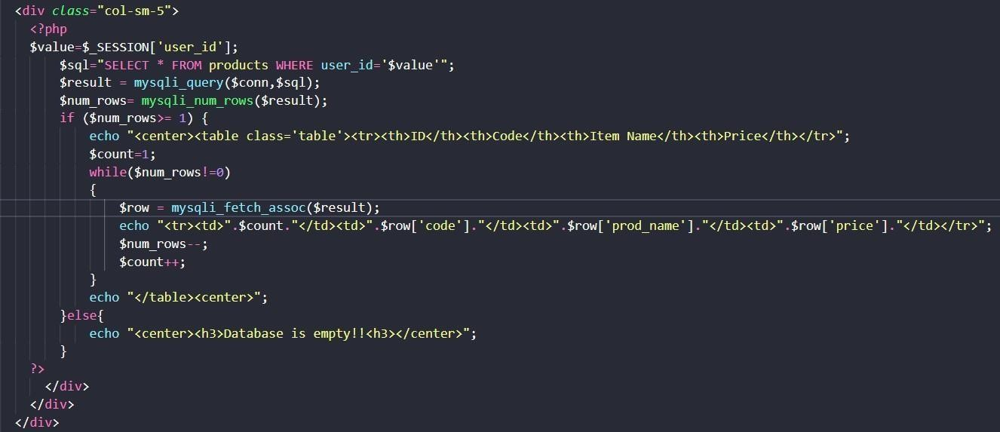 <div class="col-sm-5">
<?php
$value=$_SESSION['user_id'];
$sql="SELECT * FROM products WHERE user_id='$value'";
$result = mysqli_query($conn,$sql);
$num_rows= mysqli_num_rows($result);
if ($num_rows>= 1) {
echo "<center><table class='table'><tr><th>ID</th><th>Code</th><th>Item Name</th><th>Price</th></tr>";
$count=1;
while($num_rows!=0)
{
$row = mysqli_fetch_assoc($result);
echo "<tr><td>".$count."</td><td>".$row['code']."</td><td>".$row['prod_name']."</td><td>".$row['price']."</td></tr>";
$num_rows--;
$count++;
}
echo "</table><center>";
}else{
echo "<center><h3>Database is empty!!<h3></center>";
}
?>
</div>
</div>
</div>